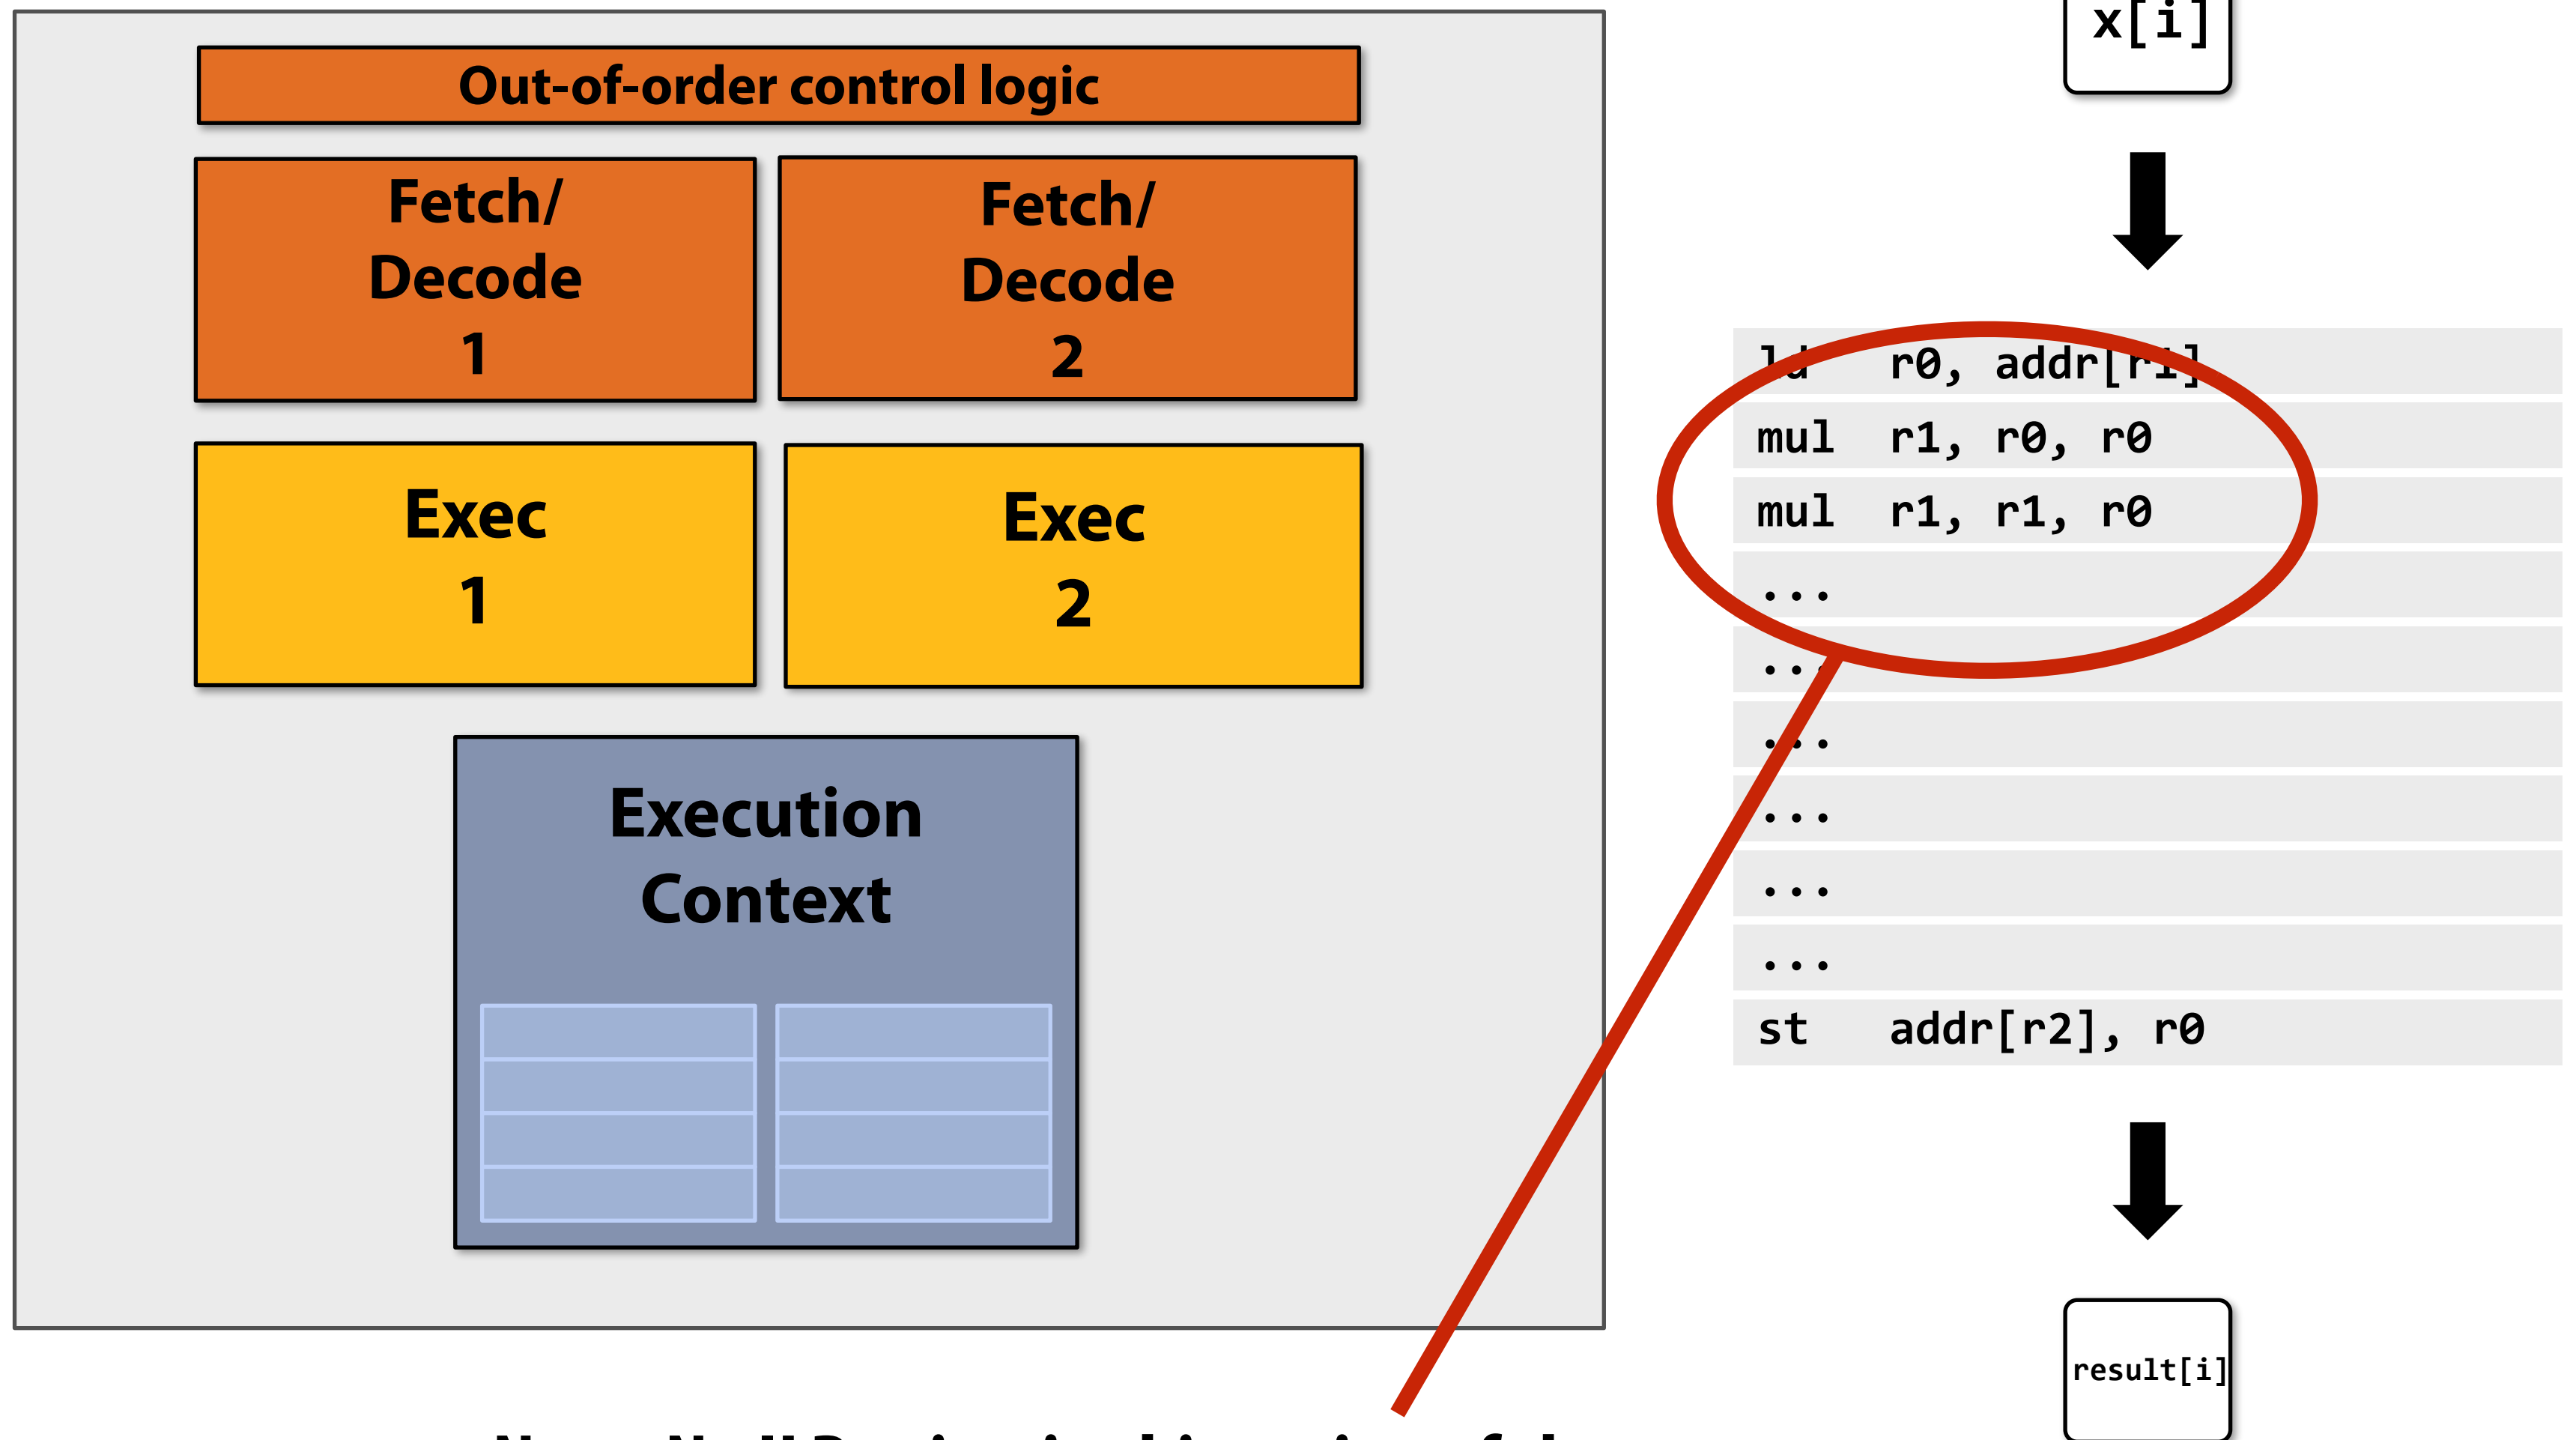 Out-of-order control logic
Fetch/
Decode
1
Fetch/
Decode
2
Exec
1
Exec
2
Execution
Context
x[i]
ld r0, addr[r1]
mul r1, r0, r0
mul r1, r1, r0
...
...
...
...
...
...
st addr[r2], r0
result[i]